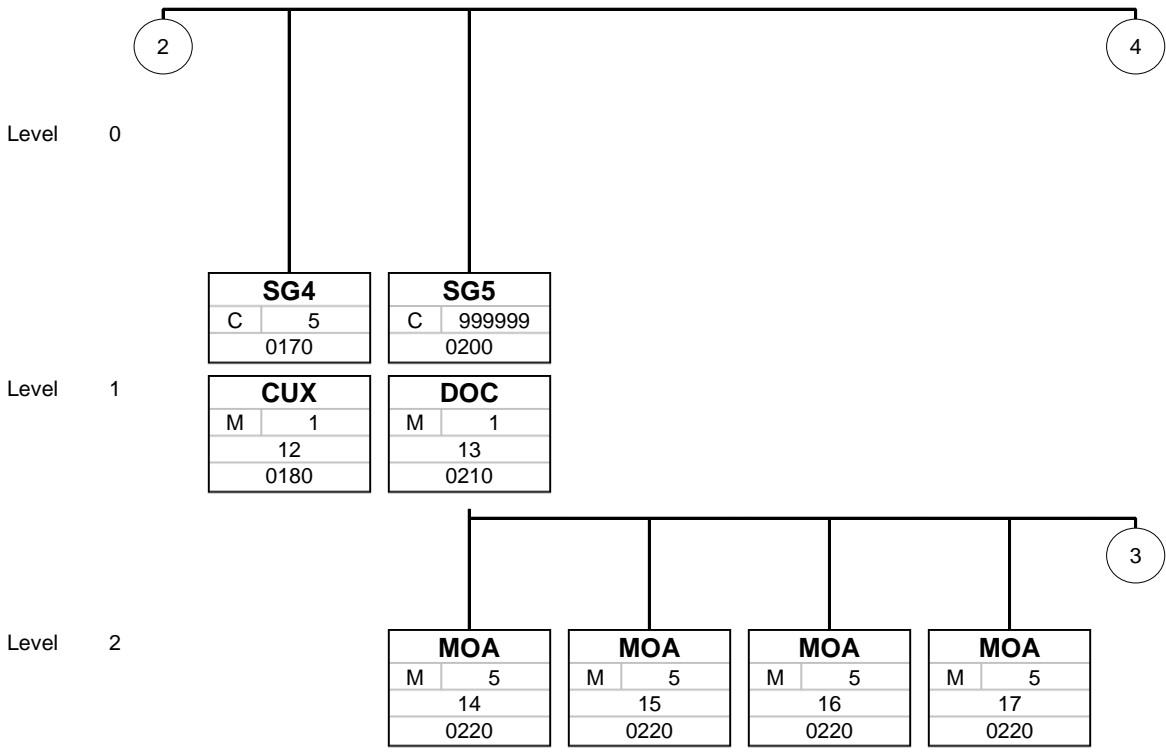 2 4
Level 0
SG4 SG5
C 5 C 999999
0170 0200
Level 1
CUX DOC
M 1 M 1
12 13
0180 0210
3
Level 2
MOA MOA MOA MOA
M 5 M 5 M 5 M 5
14 15 16 17
0220 0220 0220 0220